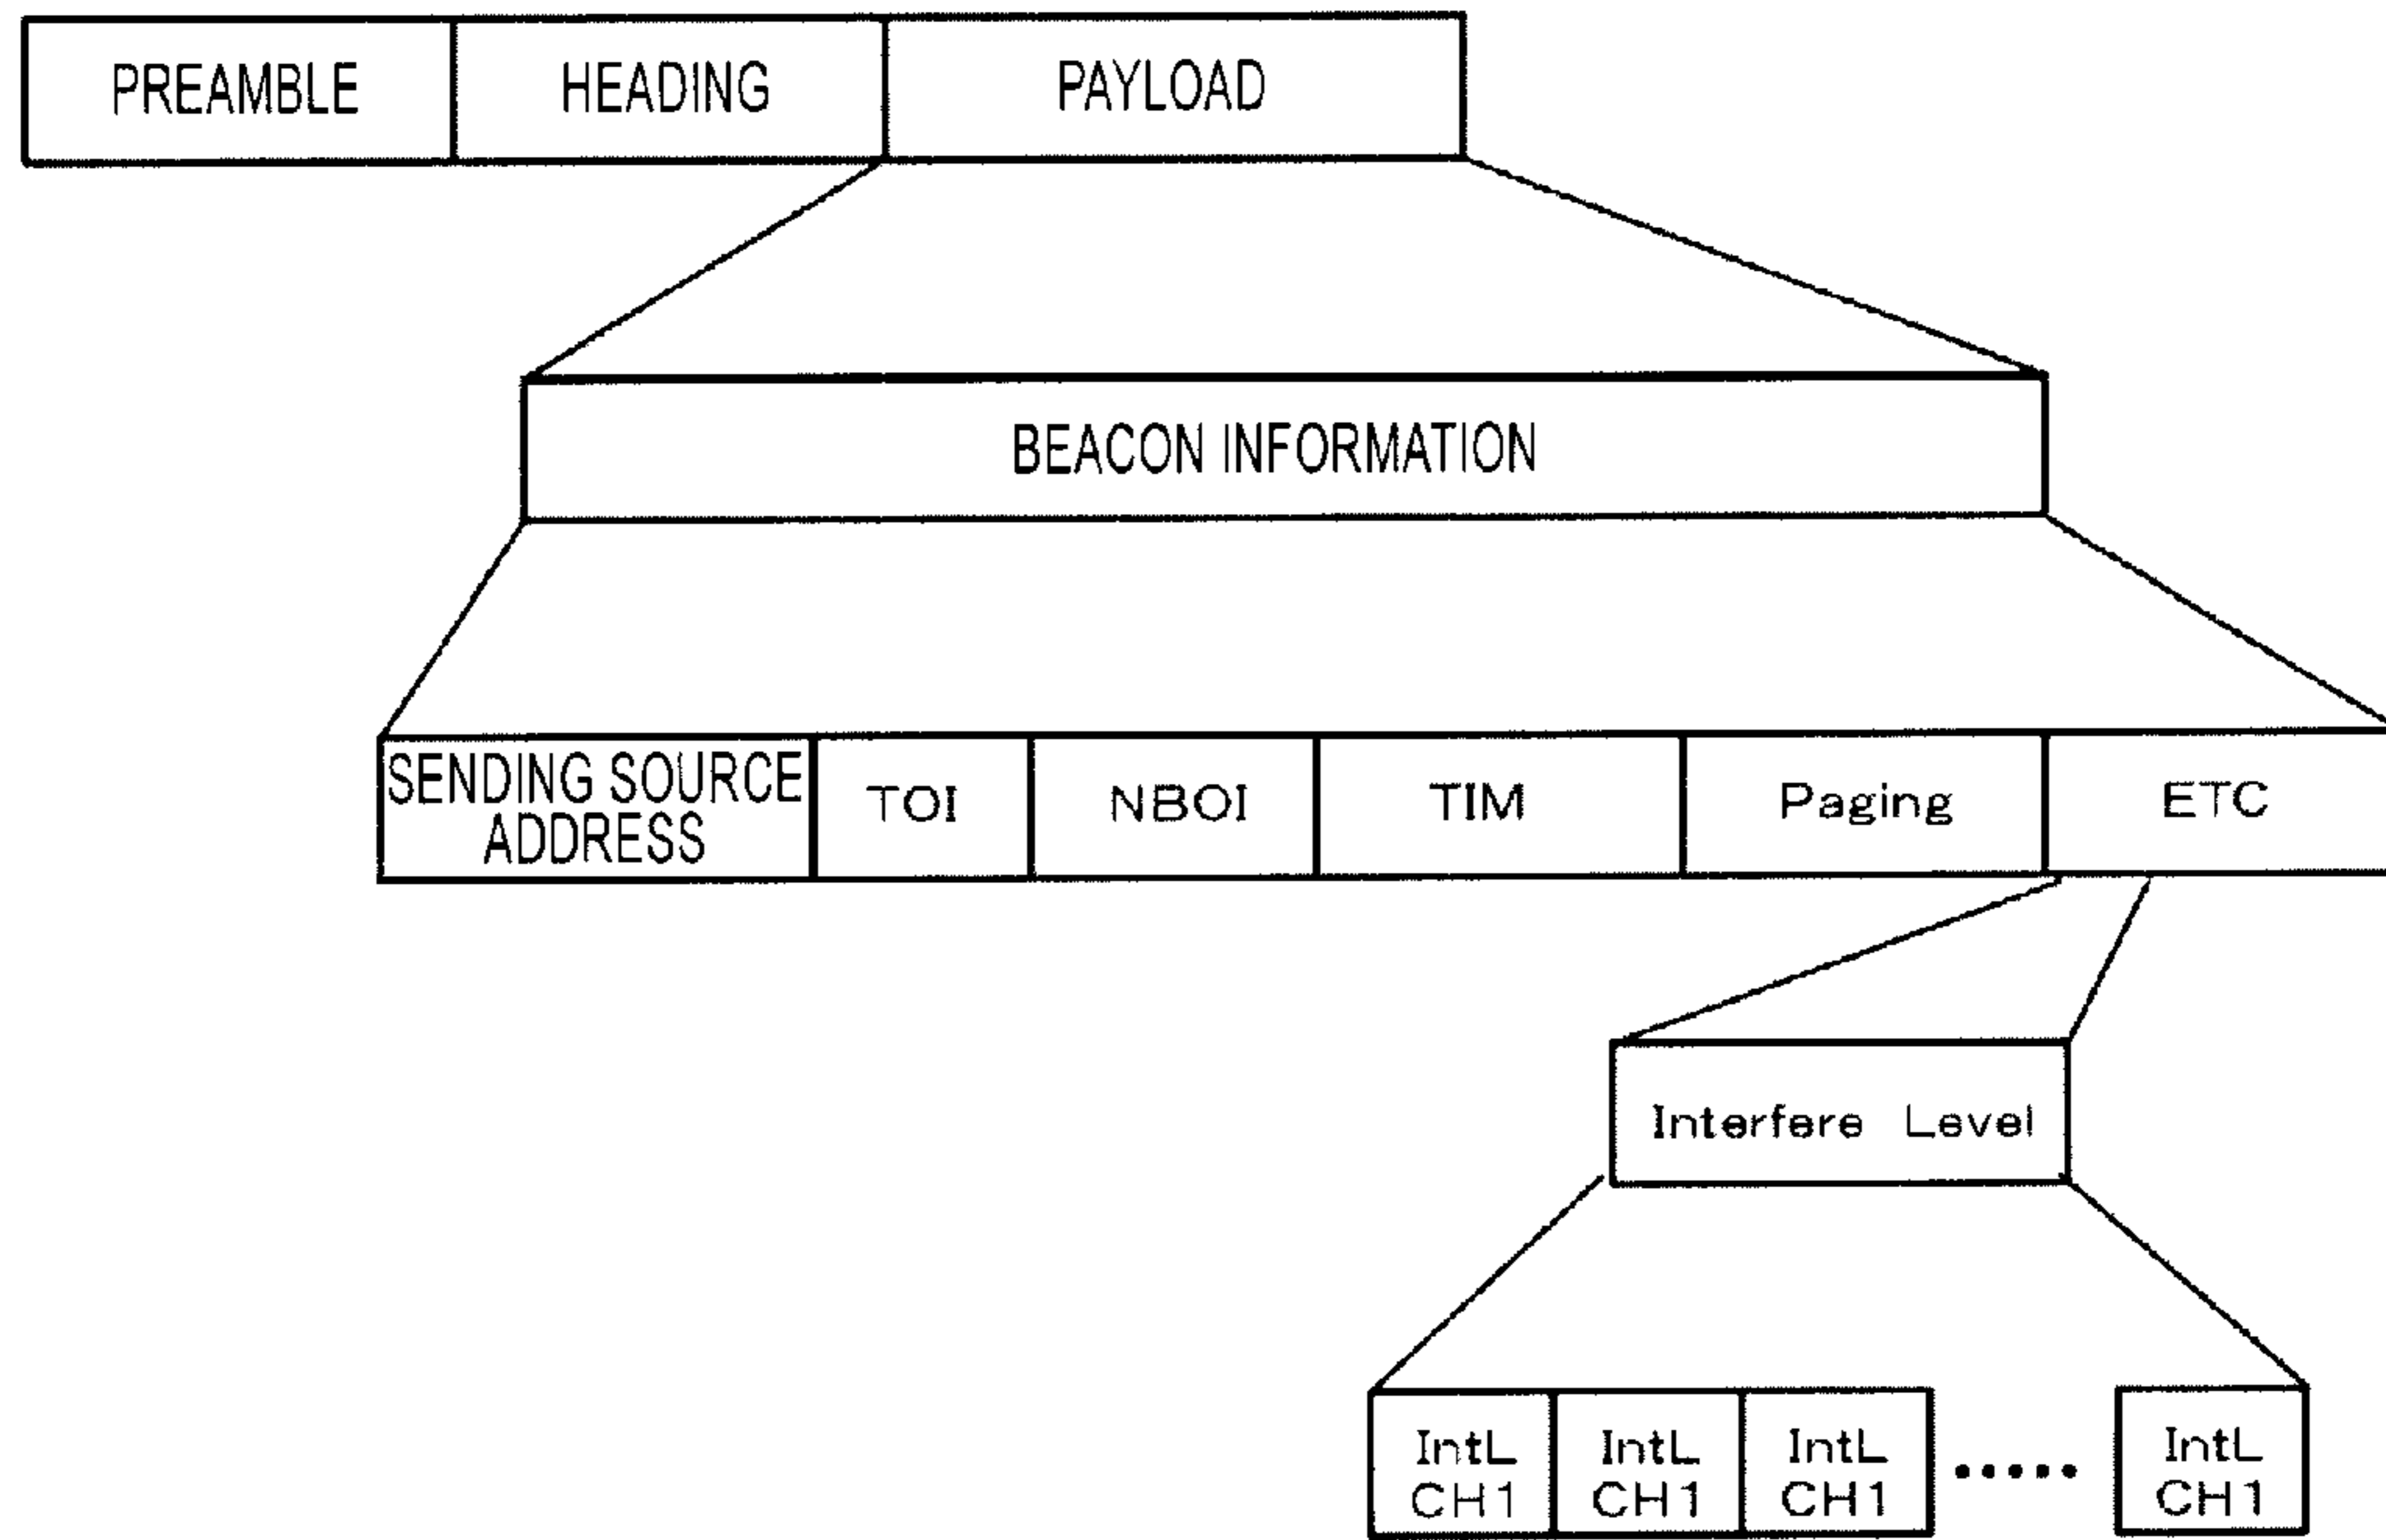 PREAMBLE HEADING PAYLOAD
BEACON INFORMATION
SENDING SOURCE
ADDRESS
TOI NBOI TIM Paging ETC
Interfere Level
IntL IntL IntL ..... IntL
CH1 CH1 CH1 CH1